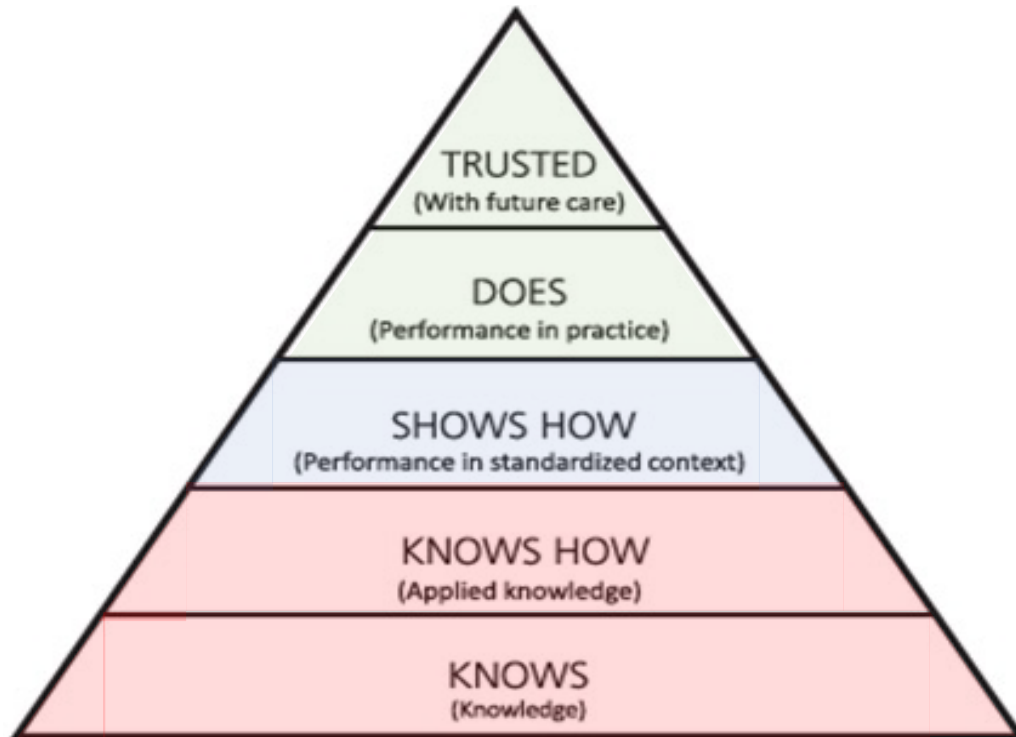 TRUSTED
(With future care)
DOES
(Performance in practice)
SHOWS HOW
(Performance in standardized context)
KNOWS HOW
(Applied knowledge)
KNOWS
(Knowledge)